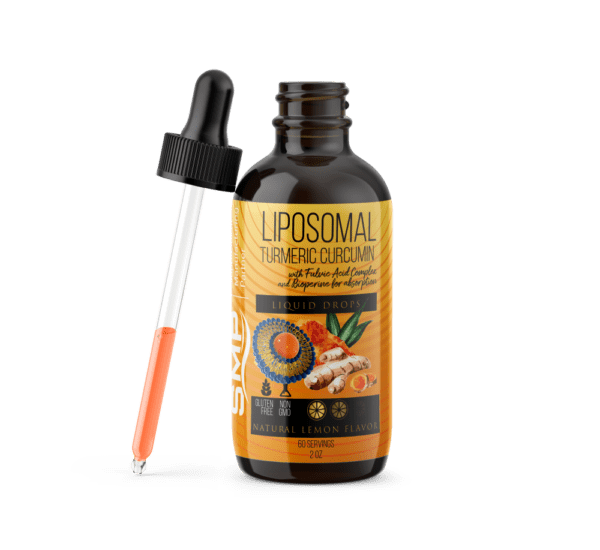 LIPOSOMAL
TURMERIC CURCUMIN
with Fulvic Acid Complex
and Bioperine for absorption
LIQUID DROPS
GLUTEN
FREE
NON
GMO
NATURAL LEMON FLAVOR
60 SERVINGS
2 OZ
SMP